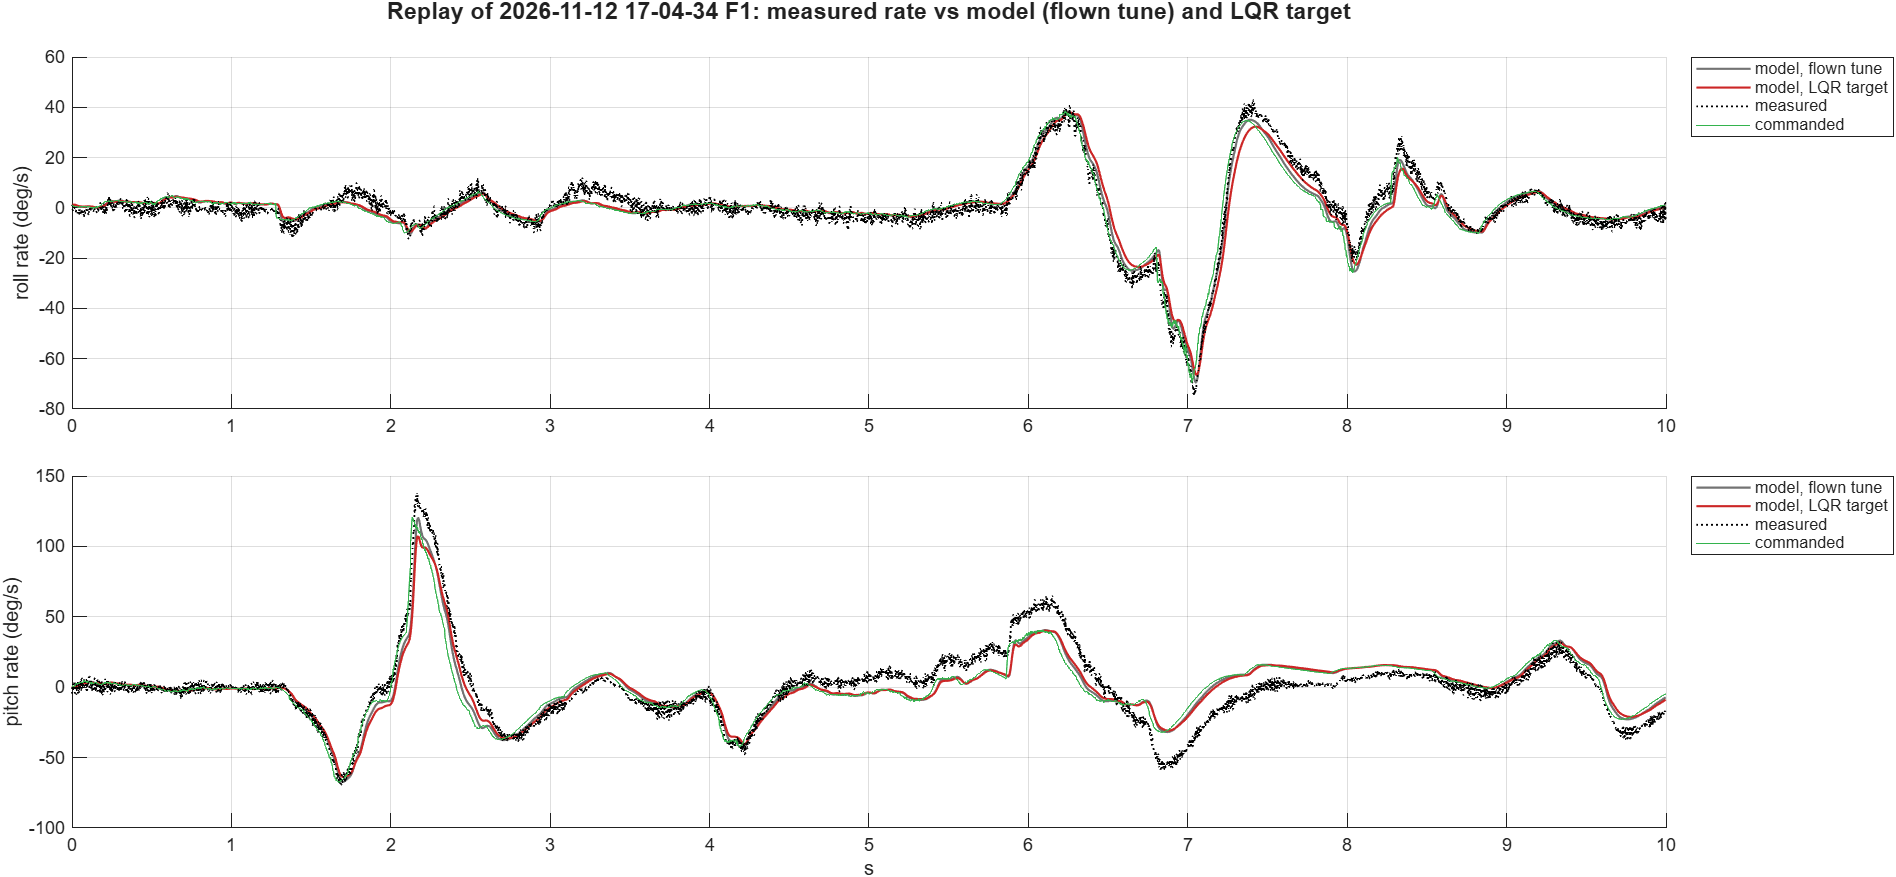 Replay of 2026-11-12 17-04-34 F1: measured rate vs model (flown tune) and LQR target
roll rate (deg/s)
60
40
20
0
-20
-40
-60
-80
0 1 2 3 4 5 6 7 8 9 10
model, flown tune
model, LQR target
measured
commanded
pitch rate (deg/s)
150
100
50
0
-50
-100
0 1 2 3 4 5 6 7 8 9 10
s
model, flown tune
model, LQR target
measured
commanded